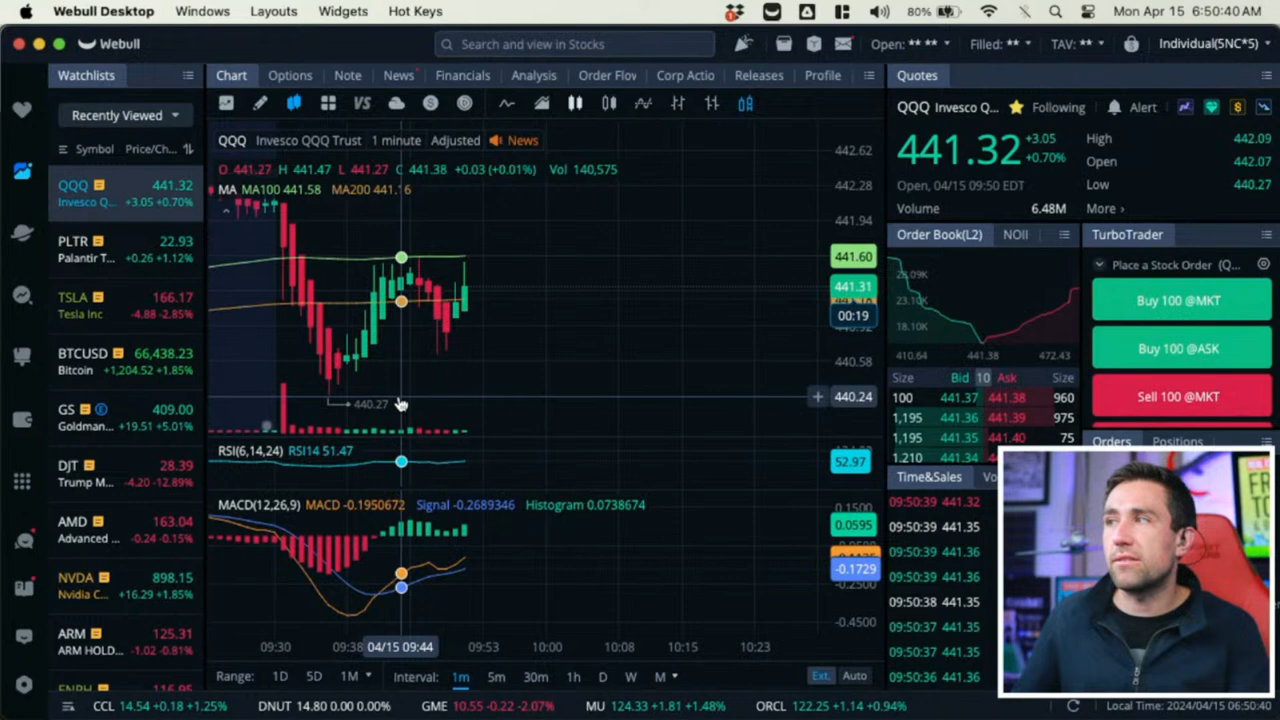 Webull Desktop Windows Layouts Widgets Hot Keys 80% Mon Apr 15 6:50:40 AM
Webull Search and view in Stocks Open: ** ** Filled: ** TAV: ** Individual(5NC*5)
Watchlists
Recently Viewed
Symbol Price/Ch...
QQQ 441.32
Invesco Q... +3.05 +0.70%
PLTR 22.93
Palantir T... +0.26 +1.12%
TSLA 166.17
Tesla Inc -4.88 -2.85%
BTCUSD 66,438.23
Bitcoin +1,204.52 +1.85%
GS 409.00
Goldman... +19.51 +5.01%
DJT 28.39
Trump M... -4.20 -12.89%
AMD 163.04
Advanced ... -0.24 -0.15%
NVDA 898.15
Nvidia C... +16.29 +1.85%
ARM 125.31
ARM HOLD... -1.02 -0.81%
Chart Options Note News Financials Analysis Order Flov Corp Actio Releases Profile
VS
QQQ Invesco QQQ Trust 1 minute Adjusted News
O 441.27 H 441.47 L 441.27 C 441.38 +0.03 (+0.01%) Vol 140,575
MA MA100 441.58 MA200 441.16
442.62
442.28
441.94
441.60
441.31
00:19
440.58
440.24
440.27
RSI(6,14,24) RSI14 51.47
52.97
MACD(12,26,9) MACD -0.1950672 Signal -0.2689346 Histogram 0.0738674
0.1500
0.0595
-0.1729
-0.2500
-0.4500
09:30 09:38 04/15 09:44 09:53 10:00 10:08 10:15 10:23
Range: 1D 5D 1M Interval: 1m 5m 30m 1h D W M Ext. Auto
Quotes
QQQ Invesco Q... Following Alert
441.32 +3.05 +0.70%
Open, 04/15 09:50 EDT
Volume 6.48M
High 442.09
Open 442.07
Low 440.27
More >
Order Book(L2) NOII
28.09K
23.10K
18.10K
410.64 441.38 472.43
Size Bid 10 Ask Size
100 441.37 441.38 960
1,195 441.36 441.39 975
1,195 441.35 441.40 75
1,210 441.34
TurboTrader
Place a Stock Order (Q...
Buy 100 @MKT
Buy 100 @ASK
Sell 100 @MKT
Orders Positions
Time&Sales Vo
09:50:39 441.32
09:50:39 441.35
09:50:39 441.36
09:50:39 441.36
09:50:38 441.35
09:50:37 441.35
09:50:37 441.35
09:50:36 441.36
CCL 14.54 +0.18 +1.25% DNUT 14.80 0.00 0.00% GME 10.55 -0.22 -2.07% MU 124.33 +1.81 +1.48% ORCL 122.25 +1.14 +0.94% Local Time: 2024/04/15 06:50:40